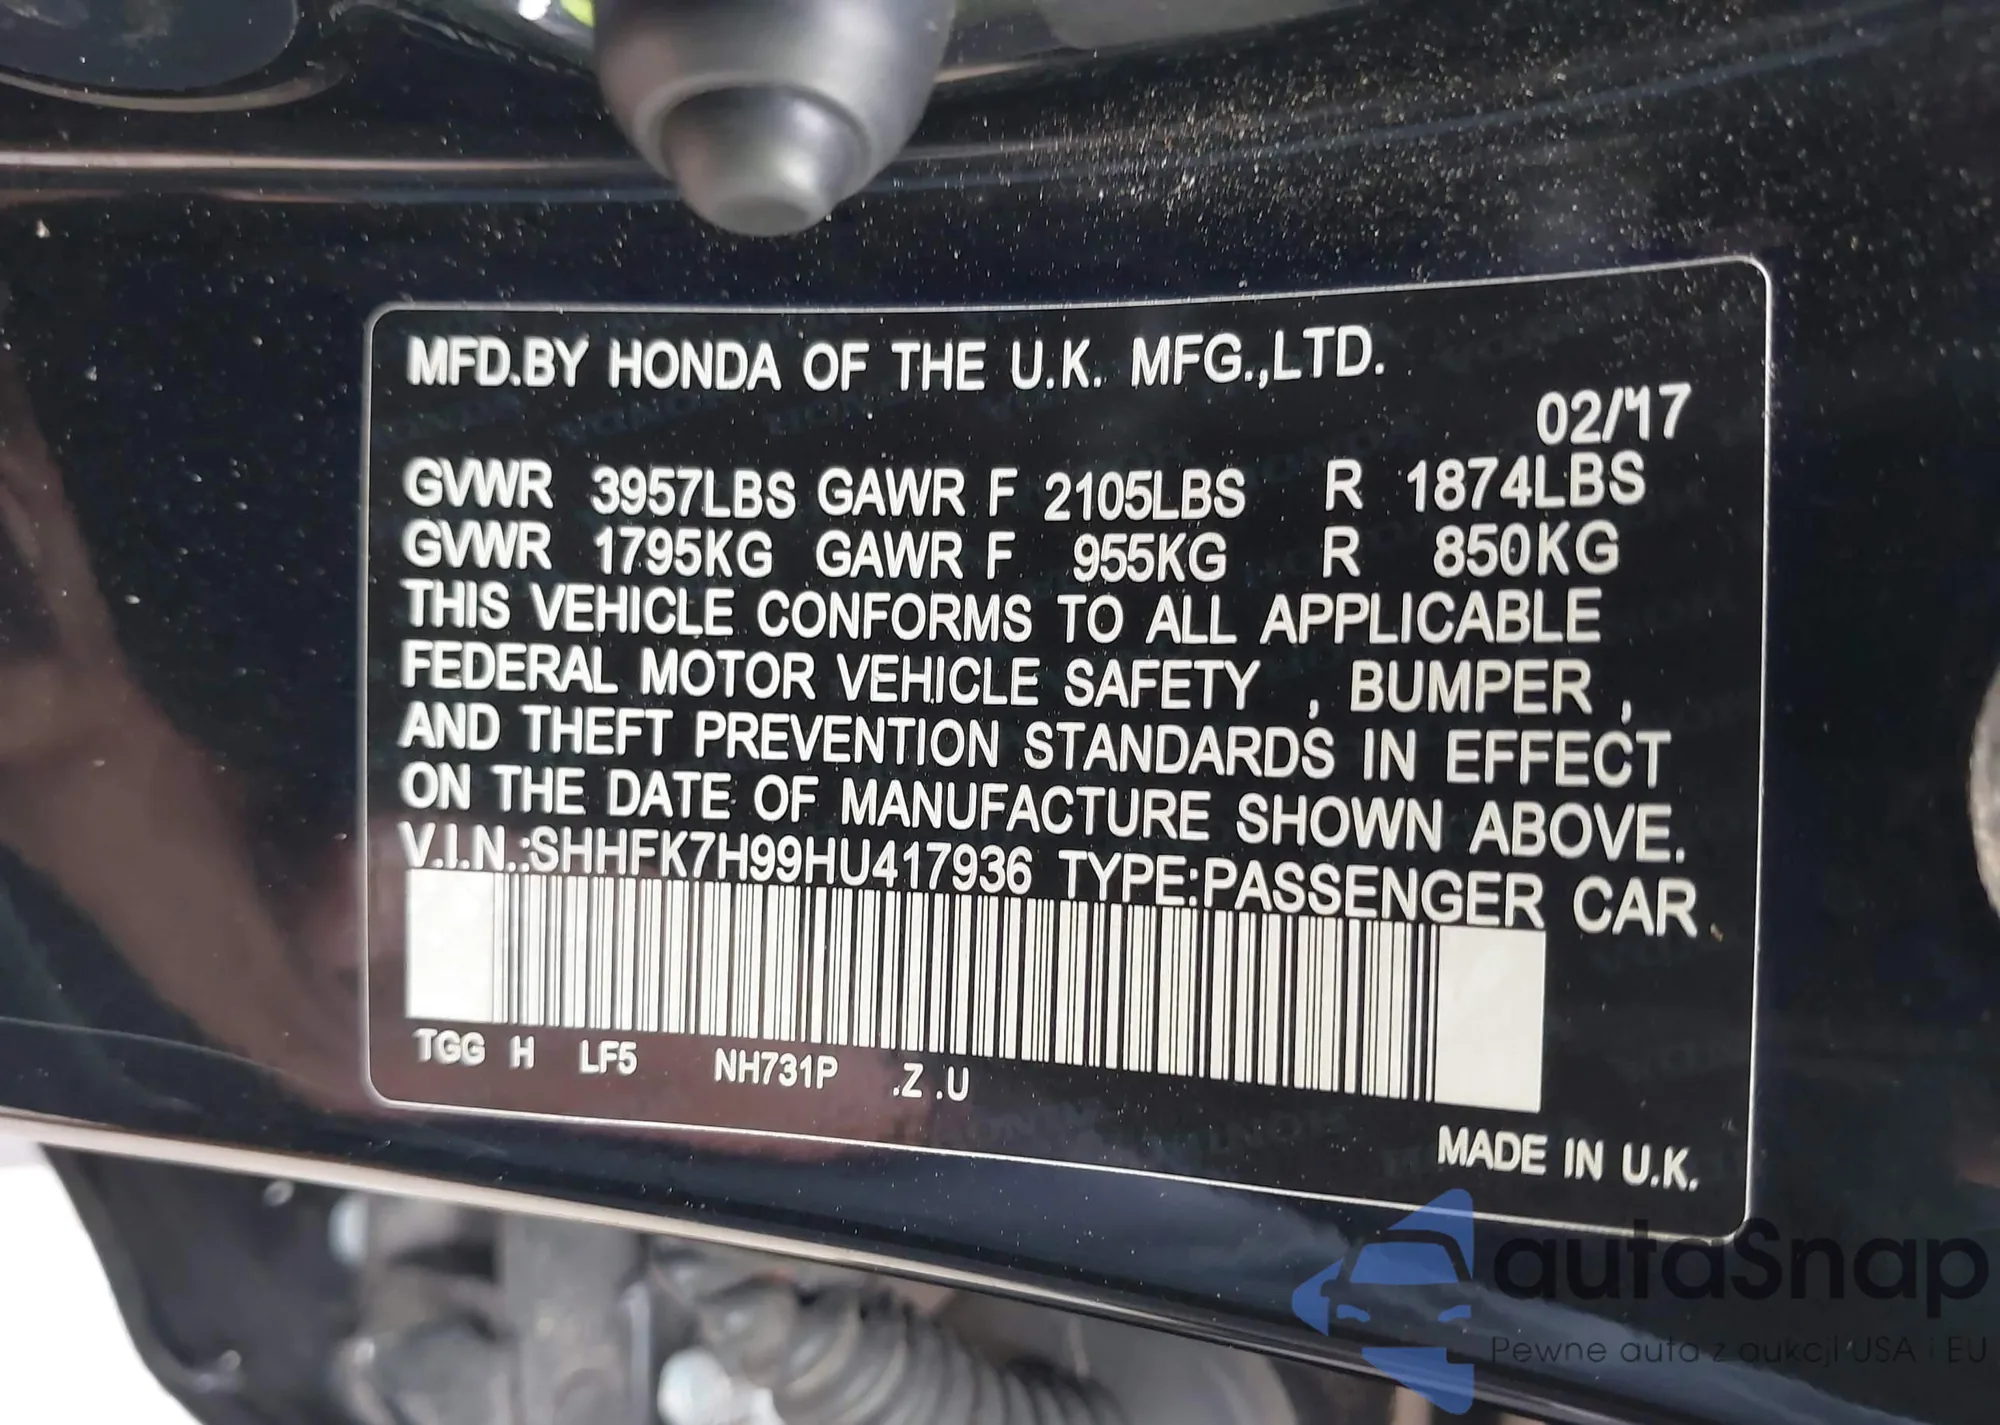 MFD.BY HONDA OF THE U.K. MFG.,LTD.
02/17
GVWR 3957LBS GAWR F 2105LBS R 1874LBS
GVWR 1795KG GAWR F 955KG R 850KG
THIS VEHICLE CONFORMS TO ALL APPLICABLE
FEDERAL MOTOR VEHICLE SAFETY , BUMPER ,
AND THEFT PREVENTION STANDARDS IN EFFECT
ON THE DATE OF MANUFACTURE SHOWN ABOVE.
V.I.N.:SHHFK7H99HU417936 TYPE:PASSENGER CAR
TGG H LF5 NH731P .Z .U
MADE IN U.K.
autaSnap
Pewne auta z aukcji USA i EU